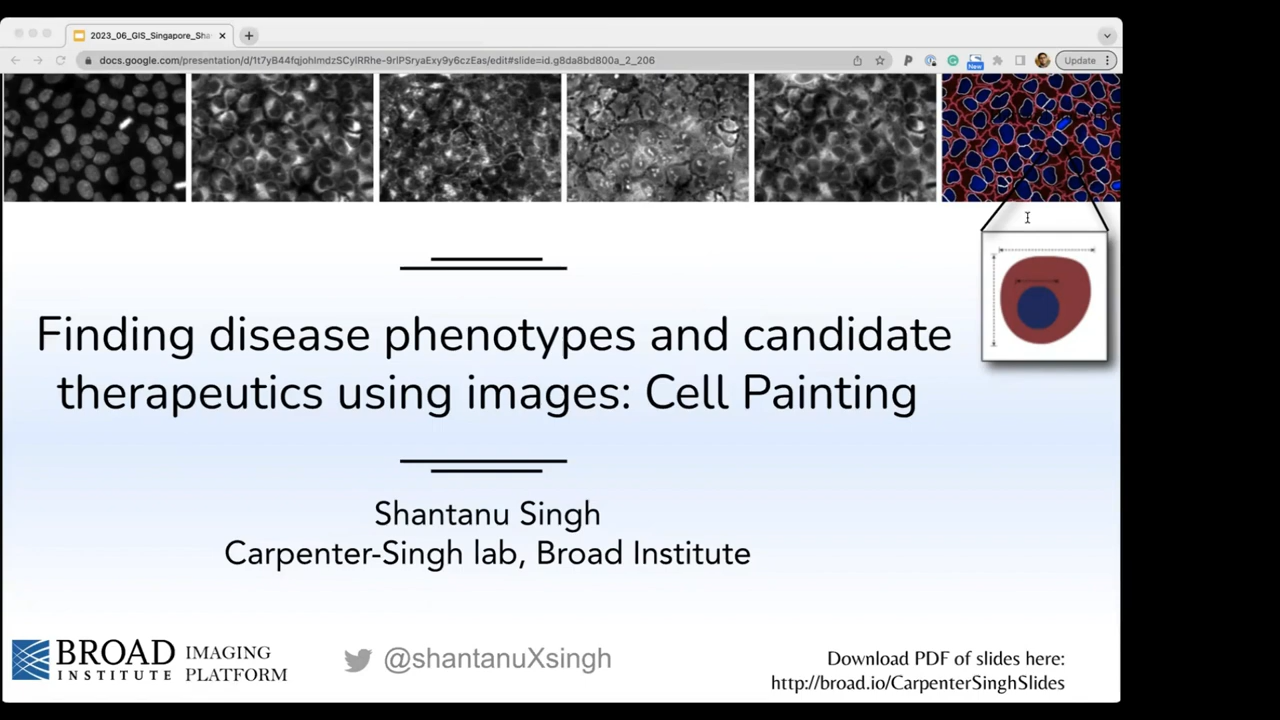 2023_06_GIS_Singapore_Sha
docs.google.com/presentation/d/1t7yB44fqjohImdzSCyIRRhe-9rlPSryaExy9y6czEas/edit#slide=id.g8da8bd800a_2_206
New
Update
Finding disease phenotypes and candidate
therapeutics using images: Cell Painting
Shantanu Singh
Carpenter-Singh lab, Broad Institute
BROAD
INSTITUTE
IMAGING
PLATFORM
@shantanuXsingh
Download PDF of slides here:
http://broad.io/CarpenterSinghSlides